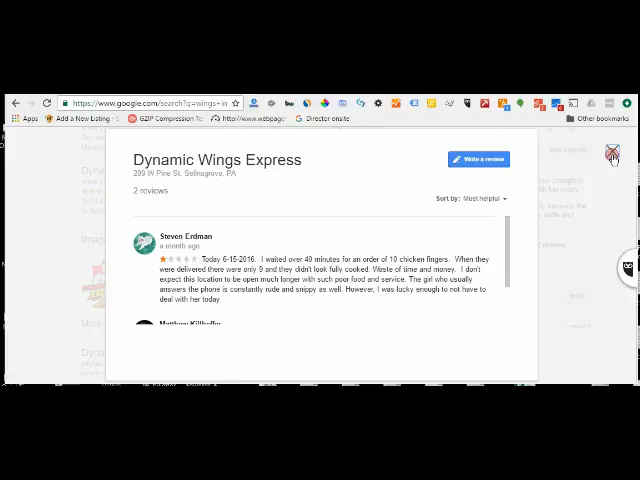 https://www.google.com/search?q=wings+in
Apps
Add a New Listing - S
GZIP Compression Te
http://www.webpage
Director onsite
Other bookmarks
Dynamic Wings Express
209 W Pine St, Selinsgrove, PA
Write a review
2 reviews
Sort by: Most helpful
Steven Erdman
a month ago
Today 6-15-2016. I waited over 40 minutes for an order of 10 chicken fingers. When they
were delivered there were only 9 and they didn't look fully cooked. Waste of time and money. I don't
expect this location to be open much longer with such poor food and service. The girl who usually
answers the phone is constantly rude and snippy as well. However, I was lucky enough to not have to
deal with her today
Imag
More
Dyna